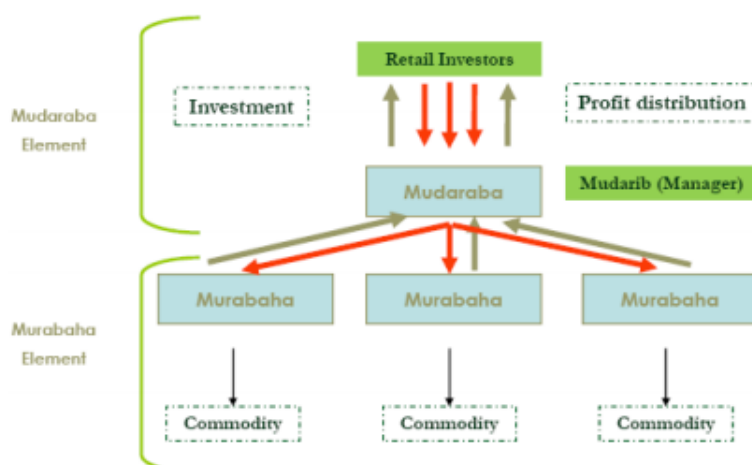 Retail Investors
Investment
Profit distribution
Mudaraba
Element
Mudaraba
Mudarib (Manager)
Murabaha
Murabaha
Murabaha
Murabaha
Element
Commodity
Commodity
Commodity